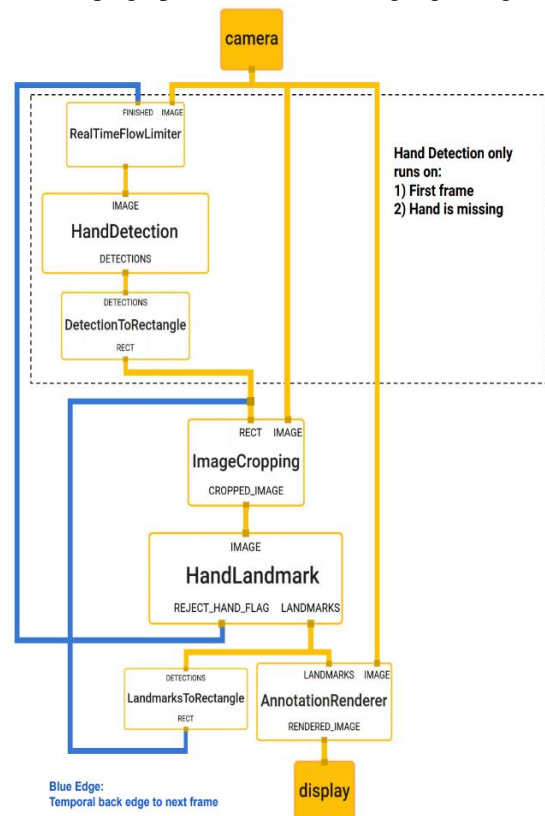 camera
FINISHED IMAGE
RealTimeFlowLimiter
Hand Detection only
runs on:
1) First frame
2) Hand is missing
IMAGE
HandDetection
DETECTIONS
DETECTIONS
DetectionToRectangle
RECT
RECT IMAGE
ImageCropping
CROPPED_IMAGE
IMAGE
HandLandmark
REJECT_HAND_FLAG LANDMARKS
DETECTIONS
LandmarksToRectangle
RECT
LANDMARKS IMAGE
AnnotationRenderer
RENDERED_IMAGE
display
Blue Edge:
Temporal back edge to next frame